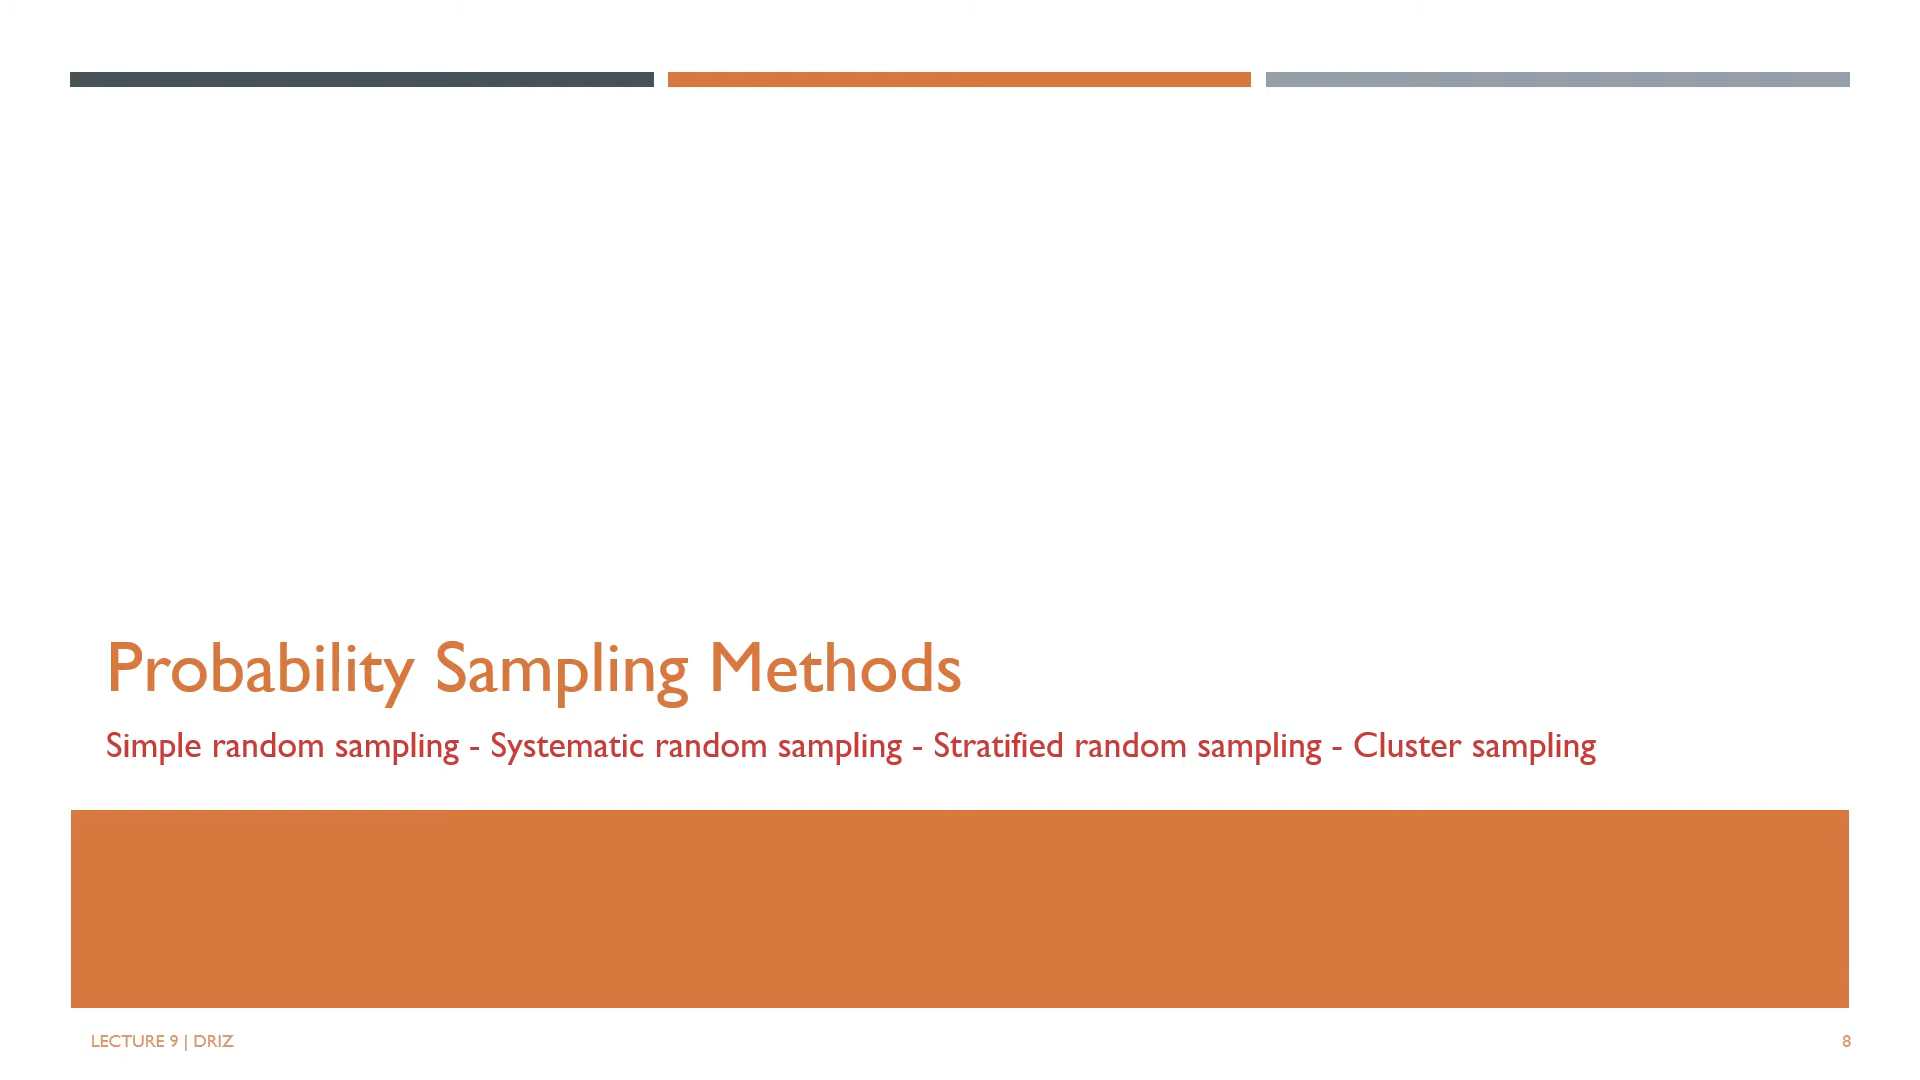 Probability Sampling Methods
Simple random sampling - Systematic random sampling - Stratified random sampling - Cluster sampling
LECTURE 9 | DRIZ
8